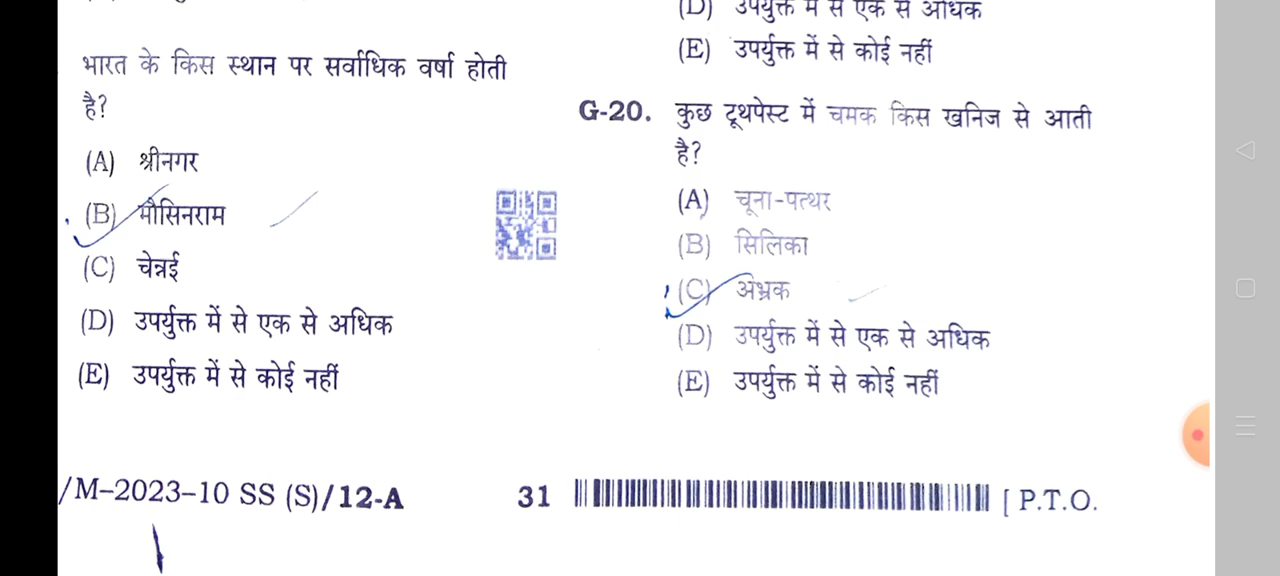 भारत के किस स्थान पर सर्वाधिक वर्षा होती
है?
(A) श्रीनगर
(B) मौसिनराम
(C) चेन्नई
(D) उपर्युक्त में से एक से अधिक
(E) उपर्युक्त में से कोई नहीं
(D) उपर्युक्त में से एक से अधिक
(E) उपर्युक्त में से कोई नहीं
G-20. कुछ टूथपेस्ट में चमक किस खनिज से आती
है?
(A) चूना-पत्थर
(B) सिलिका
(C) अभ्रक
(D) उपर्युक्त में से एक से अधिक
(E) उपर्युक्त में से कोई नहीं
/M-2023-10 SS (S)/12-A
31
[ P.T.O.